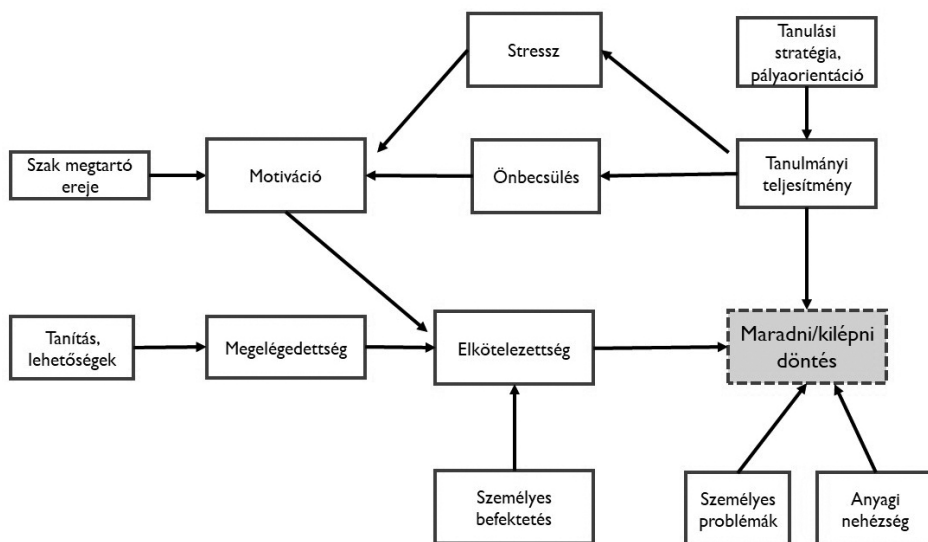 Stressz
Tanulási
stratégia,
pályaorientáció
Szak megtartó
ereje
Motiváció
Önbecsülés
Tanulmányi
teljesítmény
Tanítás,
lehetőségek
Megelégedettség
Elkötelezettség
Maradni/kilépni
döntés
Személyes
befektetés
Személyes
problémák
Anyagi
nehézség